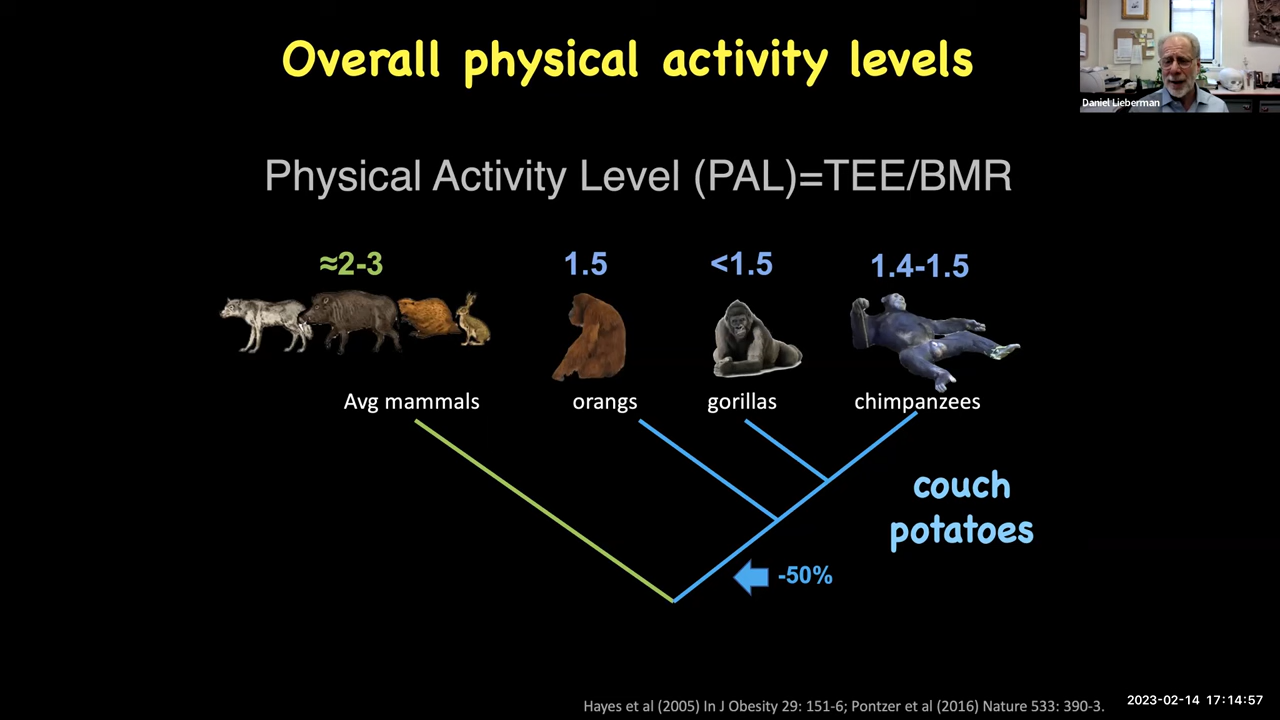 Overall physical activity levels
Daniel Lieberman
Physical Activity Level (PAL)=TEE/BMR
≈2-3
1.5
<1.5
1.4-1.5
Avg mammals
orangs
gorillas
chimpanzees
couch
potatoes
-50%
Hayes et al (2005) In J Obesity 29: 151-6; Pontzer et al (2016) Nature 533: 390-3.
2023-02-14 17:14:57